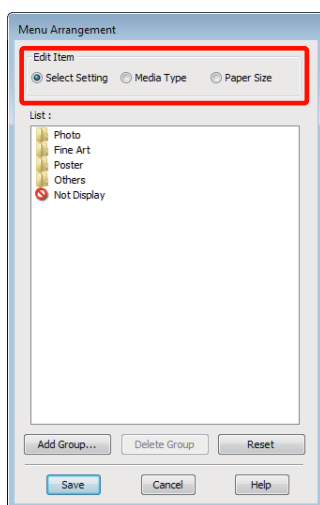 Menu Arrangement
Edit Item
Select Setting Media Type Paper Size
List :
Photo
Fine Art
Poster
Others
Not Display
Add Group... Delete Group Reset
Save Cancel Help